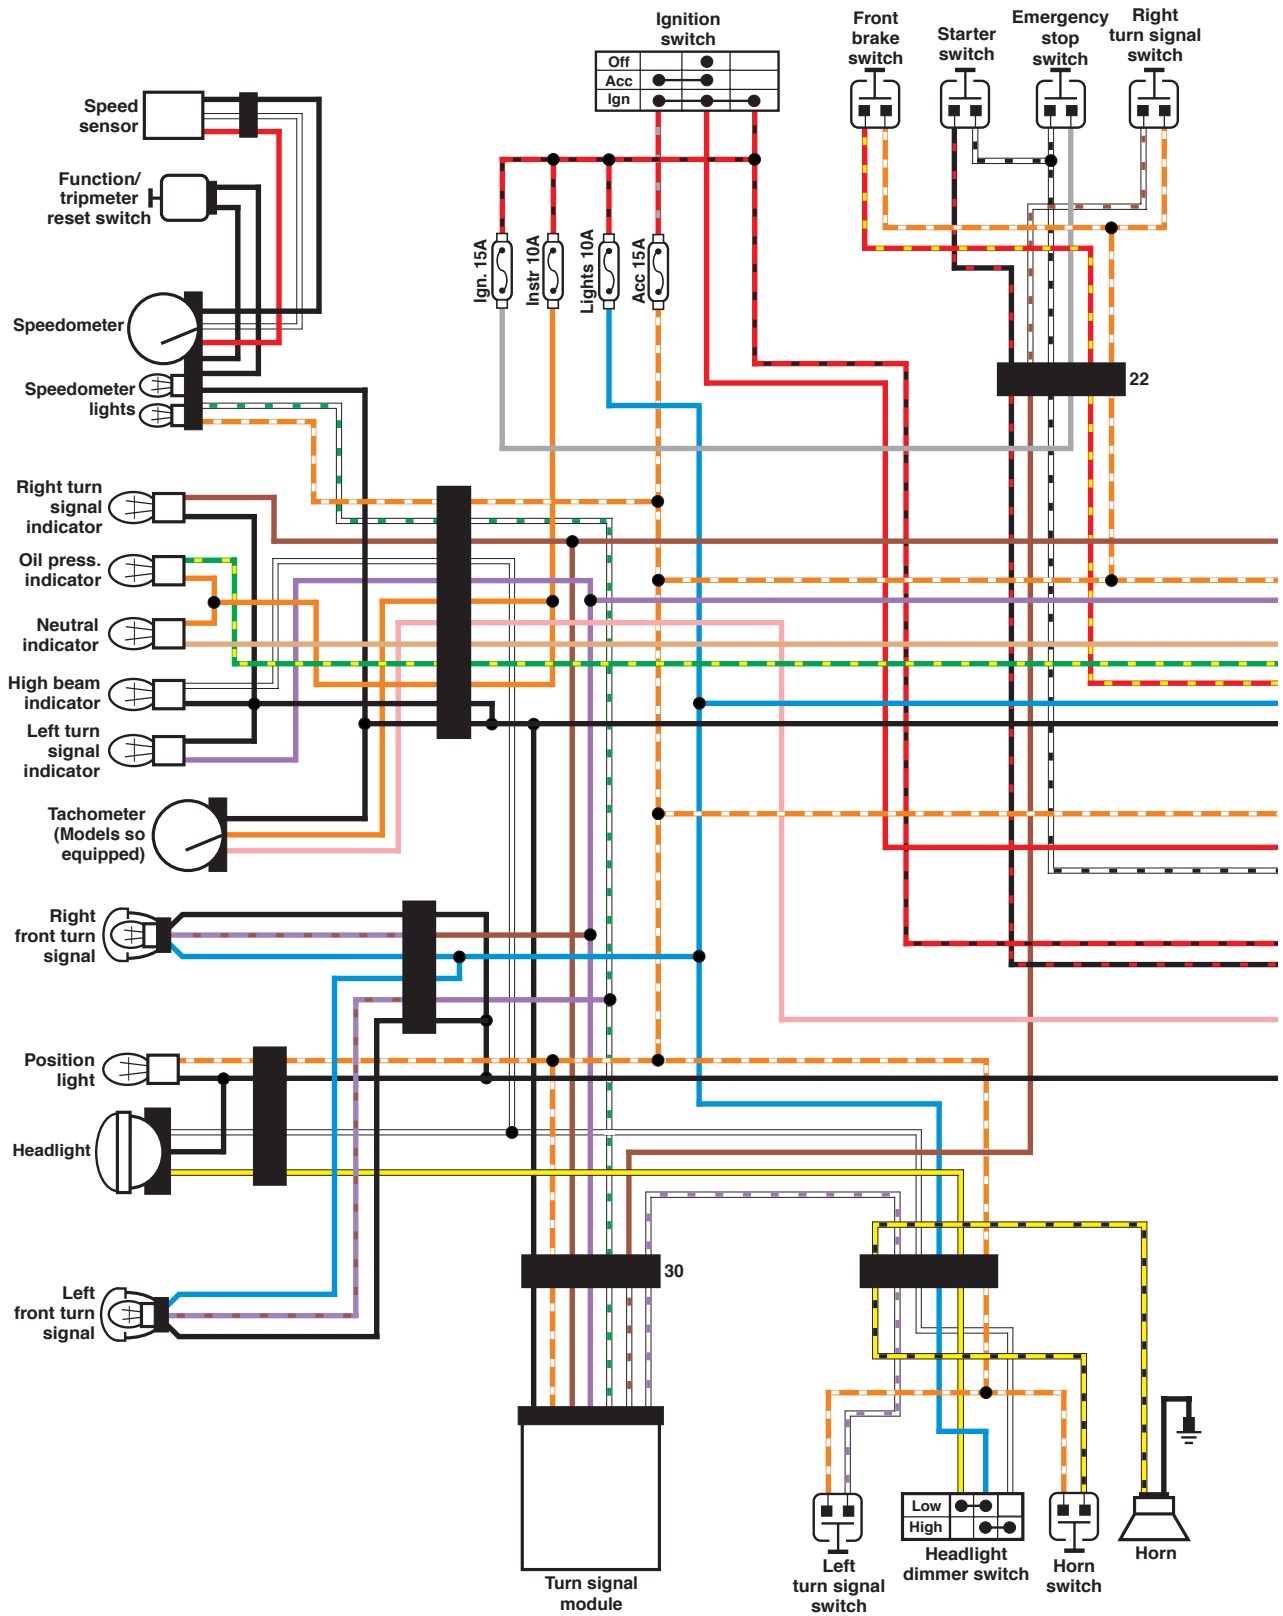 Ignition
switch
Off
Acc
Ign
Front
brake
switch
Starter
switch
Emergency
stop
switch
Right
turn signal
switch
Speed
sensor
Function/
tripmeter
reset switch
Speedometer
Speedometer
lights
Ign. 15A
Instr 10A
Lights 10A
Acc 15A
22
Right turn
signal
indicator
Oil press.
indicator
Neutral
indicator
High beam
indicator
Left turn
signal
indicator
Tachometer
(Models so
equipped)
Right
front turn
signal
Position
light
Headlight
Left
front turn
signal
30
Turn signal
module
Left
turn signal
switch
Low
High
Headlight
dimmer switch
Horn
switch
Horn